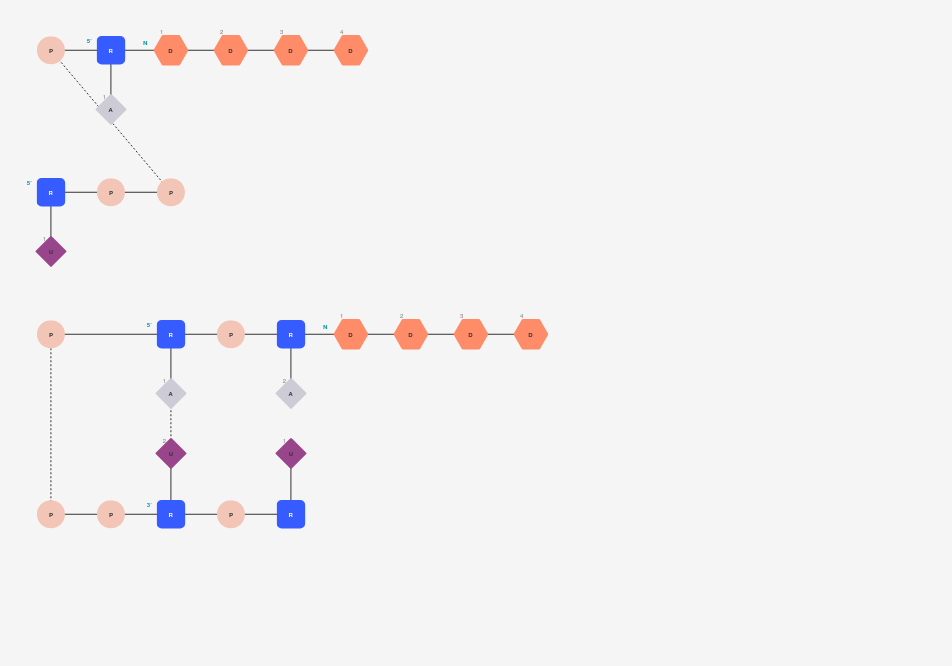 1 2 3 4
5' N
P R D D D D
1
A
5'
R P P
1
U
1 2 3 4
5' N
P R P R D D D D
1 2
A A
2 1
U U
3'
P P R P R